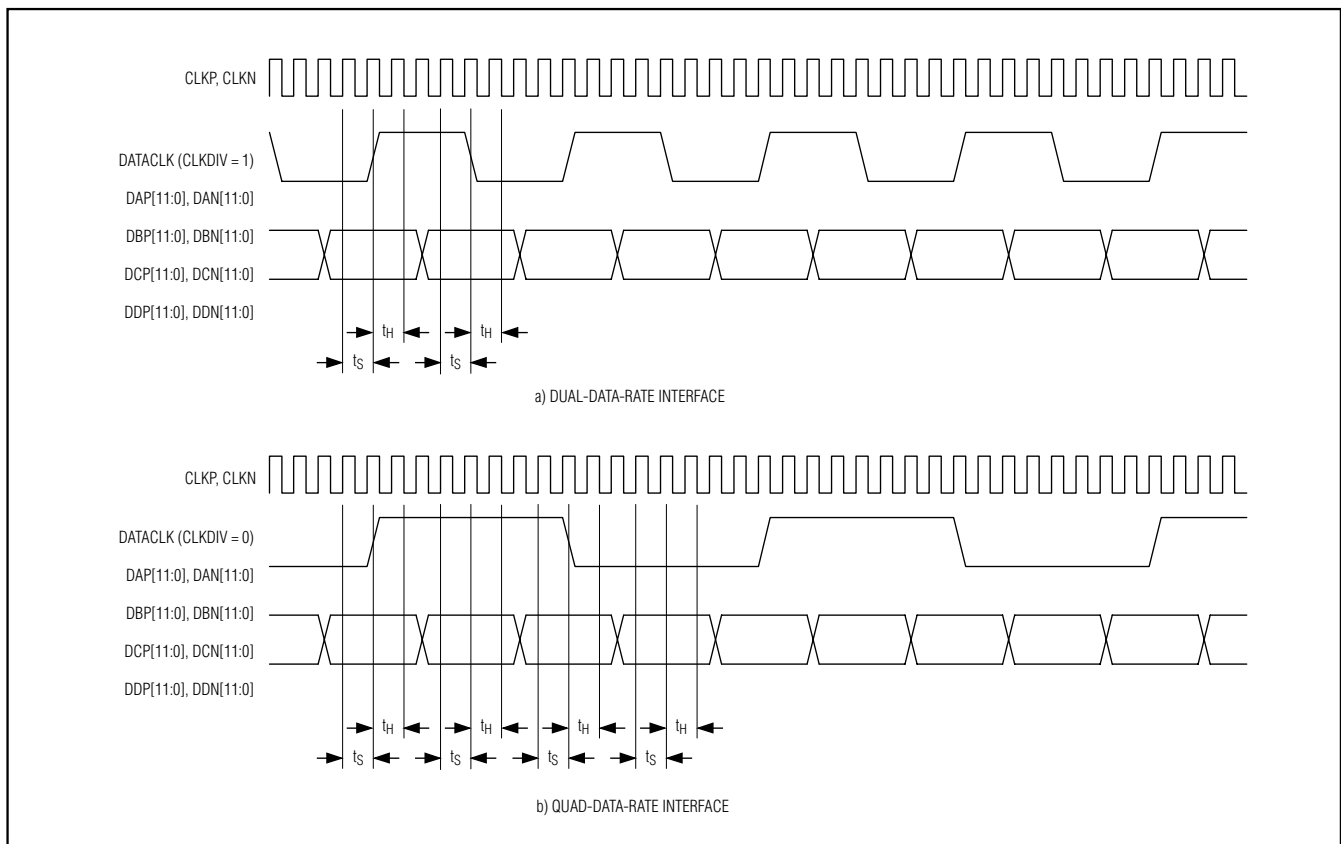 CLKP, CLKN
DATACLK (CLKDIV = 1)
DAP[11:0], DAN[11:0]
DBP[11:0], DBN[11:0]
DCP[11:0], DCN[11:0]
DDP[11:0], DDN[11:0]
tH tH
tS tS
a) DUAL-DATA-RATE INTERFACE
CLKP, CLKN
DATACLK (CLKDIV = 0)
DAP[11:0], DAN[11:0]
DBP[11:0], DBN[11:0]
DCP[11:0], DCN[11:0]
DDP[11:0], DDN[11:0]
tH tH tH tH
tS tS tS tS
b) QUAD-DATA-RATE INTERFACE